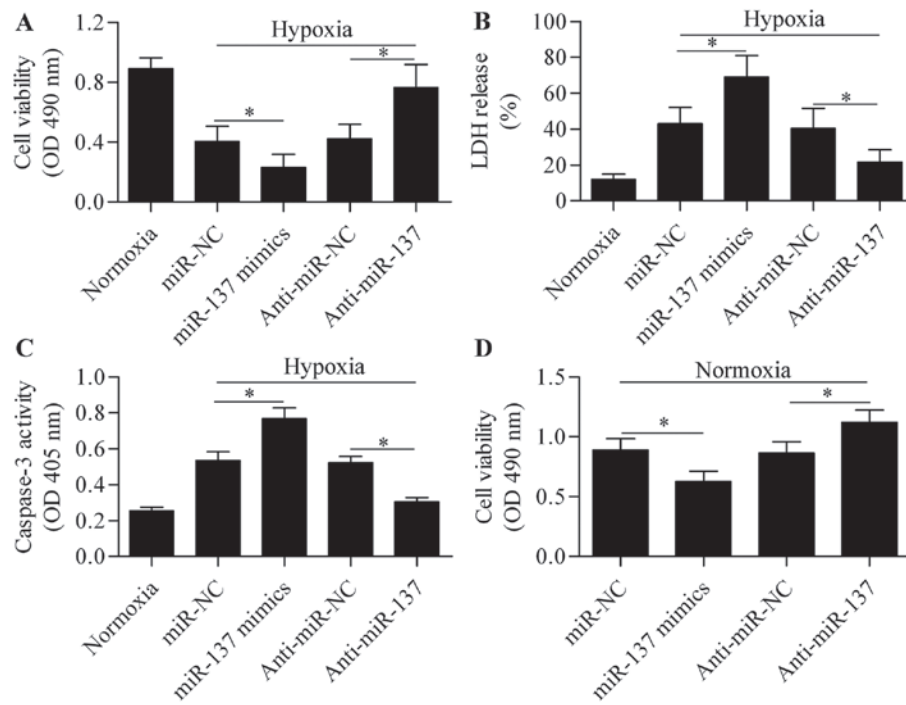 A
Cell viability
(OD 490 nm)
1.2
0.8
0.4
0.0
Hypoxia
*
*
Normoxia
miR-NC
miR-137 mimics
Anti-miR-NC
Anti-miR-137
B
LDH release
(%)
100
80
60
40
20
0
Hypoxia
*
*
Normoxia
miR-NC
miR-137 mimics
Anti-miR-NC
Anti-miR-137
C
Caspase-3 activity
(OD 405 nm)
1.0
0.8
0.6
0.4
0.2
0.0
Hypoxia
*
*
Normoxia
miR-NC
miR-137 mimics
Anti-miR-NC
Anti-miR-137
D
Cell viability
(OD 490 nm)
1.5
1.0
0.5
0.0
Normoxia
*
*
miR-NC
miR-137 mimics
Anti-miR-NC
Anti-miR-137